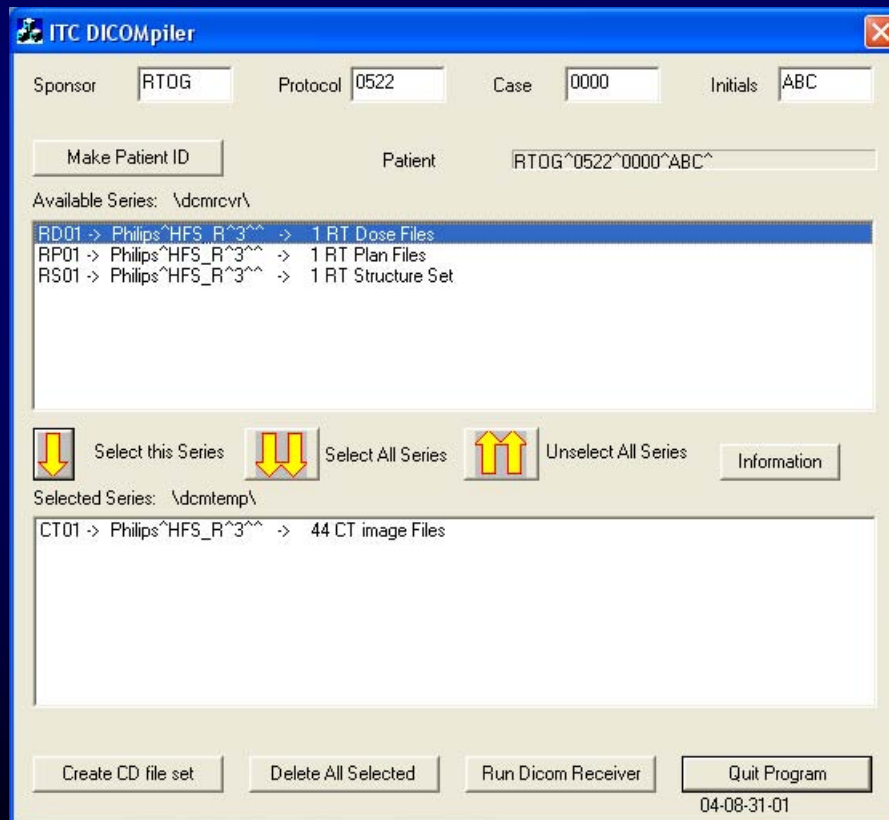 ITC DICOMpiler
Sponsor RTOG Protocol 0522 Case 0000 Initials ABC
Make Patient ID Patient RTOG^0522^0000^ABC^
Available Series: \dcmrcvr\
RD01 -> Philips^HFS_R^3^^ -> 1 RT Dose Files
RP01 -> Philips^HFS_R^3^^ -> 1 RT Plan Files
RS01 -> Philips^HFS_R^3^^ -> 1 RT Structure Set
Select this Series Select All Series Unselect All Series Information
Selected Series: \dcmtemp\
CT01 -> Philips^HFS_R^3^^ -> 44 CT image Files
Create CD file set Delete All Selected Run Dicom Receiver Quit Program
04-08-31-01